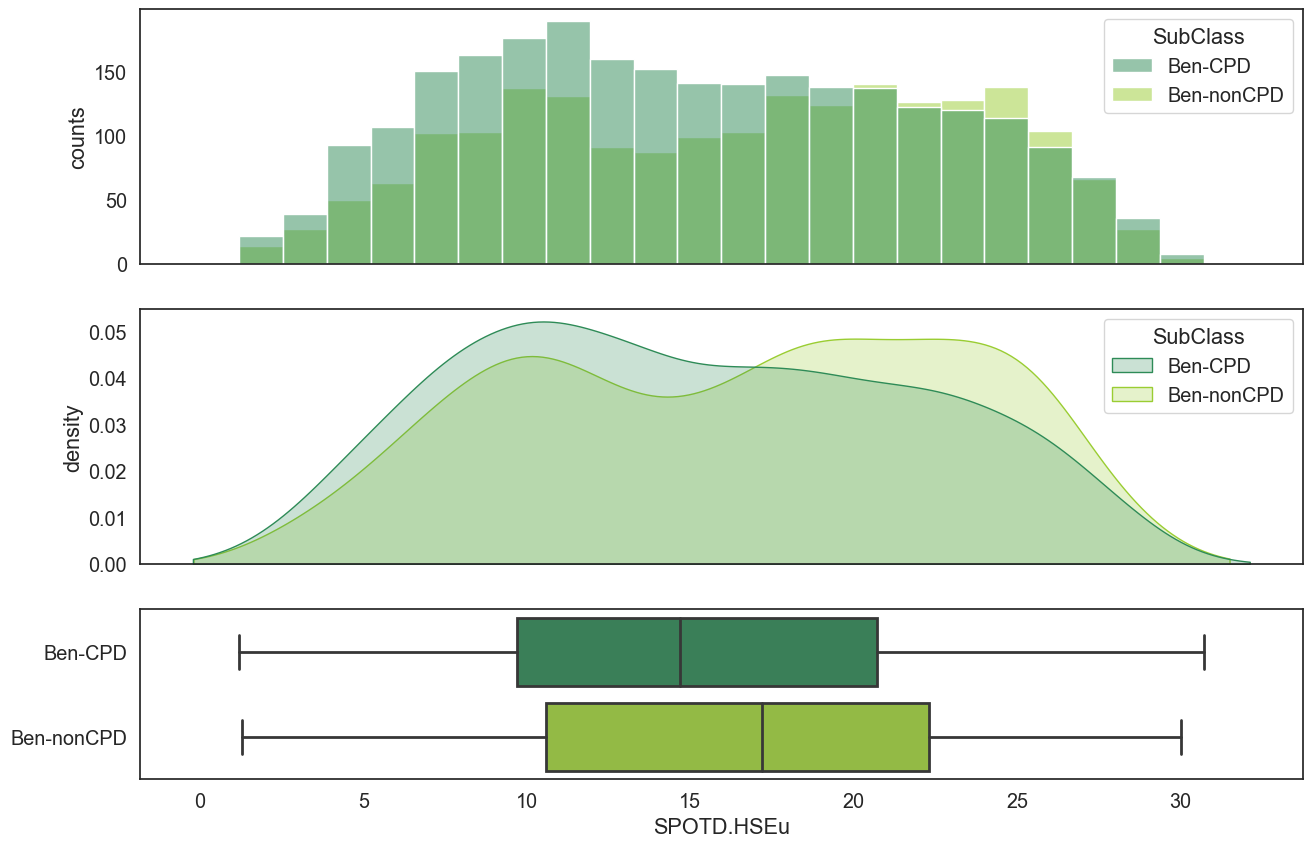 SubClass
Ben-CPD
Ben-nonCPD
150
100
50
0
counts
SubClass
Ben-CPD
Ben-nonCPD
0.05
0.04
0.03
0.02
0.01
0.00
density
Ben-CPD
Ben-nonCPD
0 5 10 15 20 25 30
SPOTD.HSEu